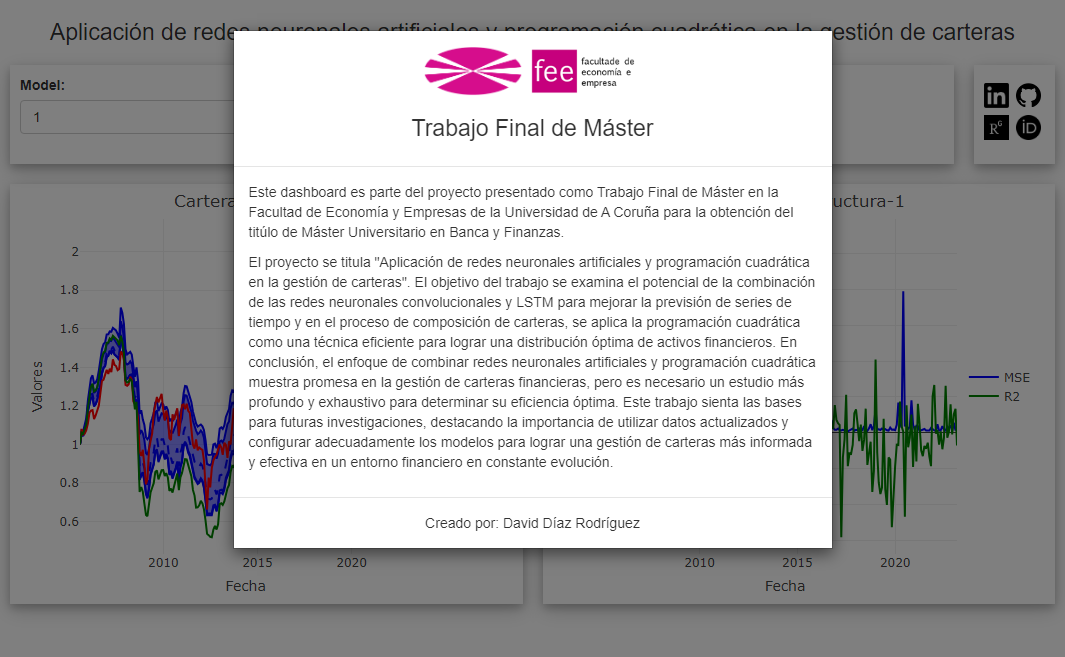 Aplicación de redes neuronales artificiales y programación cuadrática en la gestión de carteras
Model:
1
in
R G
iD
fee
facultade de
economía e
empresa
Trabajo Final de Máster
Este dashboard es parte del proyecto presentado como Trabajo Final de Máster en la
Facultad de Economía y Empresas de la Universidad de A Coruña para la obtención del
titúlo de Máster Universitario en Banca y Finanzas.
El proyecto se titula "Aplicación de redes neuronales artificiales y programación cuadrática
en la gestión de carteras". El objetivo del trabajo se examina el potencial de la combinación
de las redes neuronales convolucionales y LSTM para mejorar la previsión de series de
tiempo y en el proceso de composición de carteras, se aplica la programación cuadrática
como una técnica eficiente para lograr una distribución óptima de activos financieros. En
conclusión, el enfoque de combinar redes neuronales artificiales y programación cuadrática
muestra promesa en la gestión de carteras financieras, pero es necesario un estudio más
profundo y exhaustivo para determinar su eficiencia óptima. Este trabajo sienta las bases
para futuras investigaciones, destacando la importancia de utilizar datos actualizados y
configurar adecuadamente los modelos para lograr una gestión de carteras más informada
y efectiva en un entorno financiero en constante evolución.
Creado por: David Díaz Rodríguez
Cartera
Valores
2
1.8
1.6
1.4
1.2
1
0.8
0.6
2010
2015
2020
Fecha
uctura-1
MSE
R2
2010
2015
2020
Fecha